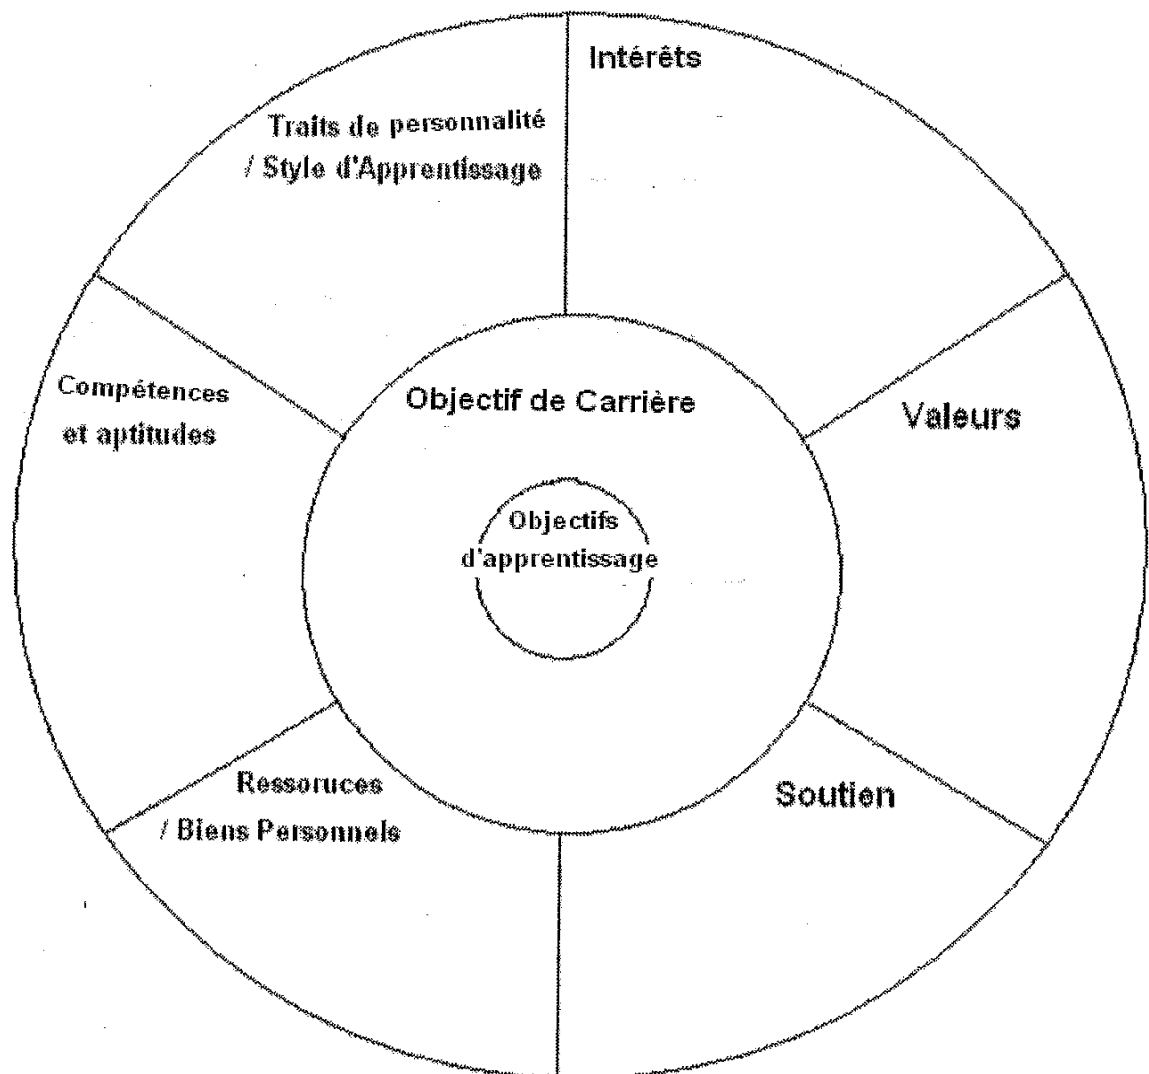 Intérêts
Traits de personnalité
/ Style d'Apprentissage
Compétences
et aptitudes
Objectif de Carrière
Valeurs
Objectifs
d'apprentissage
Ressoruces
/ Biens Personnels
Soutien